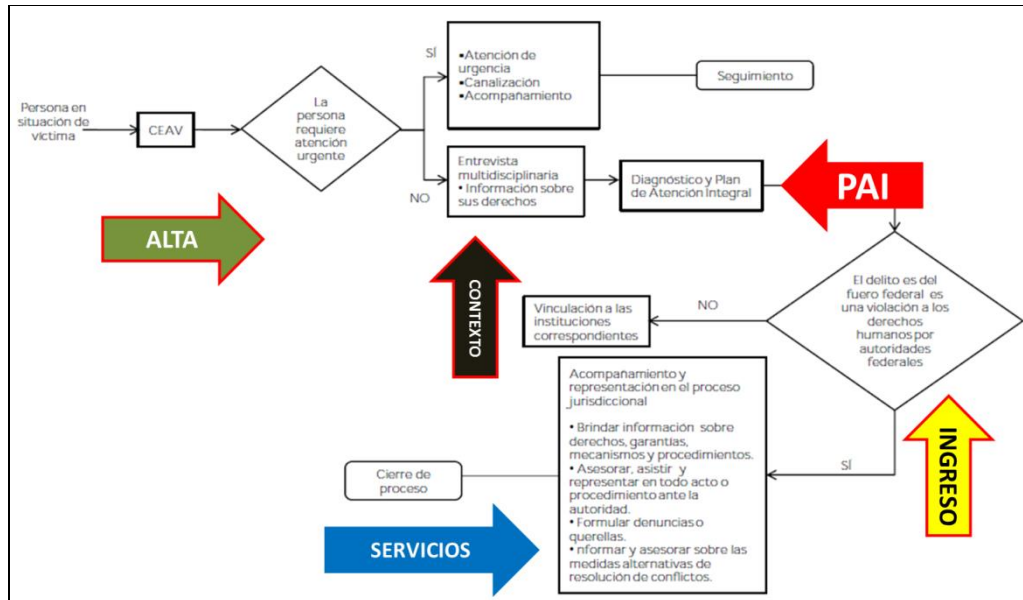 Persona en
situación de
víctima
CEAV
La
persona
requiere
atención
urgente
SÍ
▪Atención de
urgencia
▪Canalización
▪Acompañamiento
Seguimiento
NO
Entrevista
multidisciplinaria
• Información sobre
sus derechos
Diagnóstico y Plan
de Atención Integral
PAI
ALTA
CONTEXTO
El delito es del
fuero federal es
una violación a los
derechos
humanos por
autoridades
federales
NO
Vinculación a las
instituciones
correspondientes
INGRESO
SÍ
Acompañamiento y
representación en el proceso
jurisdiccional
• Brindar información sobre
derechos, garantías,
mecanismos y procedimientos.
• Asesorar, asistir y
representar en todo acto o
procedimiento ante la
autoridad.
• Formular denuncias o
querellas.
• nformar y asesorar sobre las
medidas alternativas de
resolución de conflictos.
Cierre de
proceso
SERVICIOS